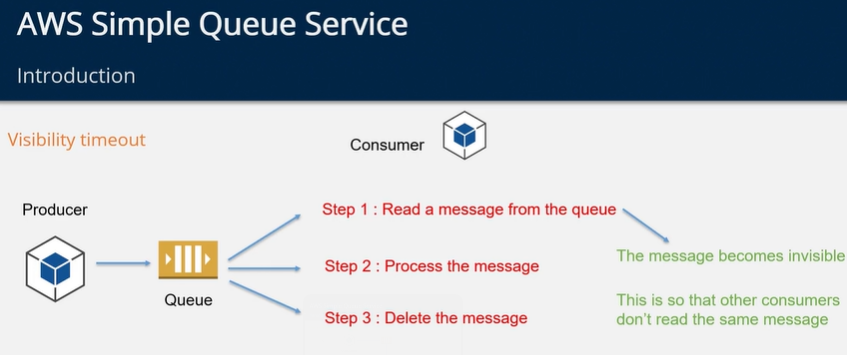 AWS Simple Queue Service
Introduction
Visibility timeout
Consumer
Producer
Queue
Step 1 : Read a message from the queue
Step 2 : Process the message
Step 3 : Delete the message
The message becomes invisible
This is so that other consumers
don't read the same message